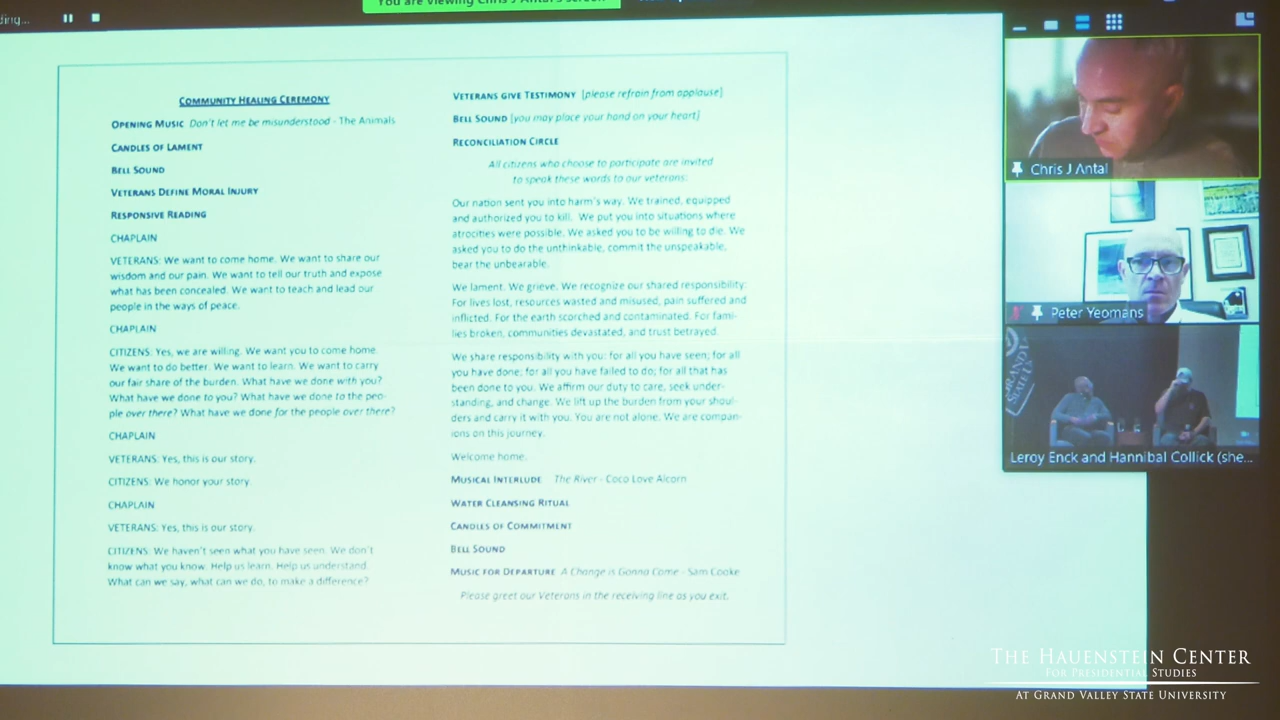 ding...
You are viewing Chris J Antal's screen
COMMUNITY HEALING CEREMONY
OPENING MUSIC Don't let me be misunderstood - The Animals
CANDLES OF LAMENT
BELL SOUND
VETERANS DEFINE MORAL INJURY
RESPONSIVE READING
CHAPLAIN
VETERANS: We want to come home. We want to share our
wisdom and our pain. We want to tell our truth and expose
what has been concealed. We want to teach and lead our
people in the ways of peace.
CHAPLAIN
CITIZENS: Yes, we are willing. We want you to come home.
We want to do better. We want to learn. We want to carry
our fair share of the burden. What have we done with you?
What have we done to you? What have we done to the peo-
ple over there? What have we done for the people over there?
CHAPLAIN
VETERANS: Yes, this is our story.
CITIZENS: We honor your story.
CHAPLAIN
VETERANS: Yes, this is our story.
CITIZENS: We haven't seen what you have seen. We don't
know what you know. Help us learn. Help us understand.
What can we say, what can we do, to make a difference?
VETERANS GIVE TESTIMONY [please refrain from applause]
BELL SOUND [you may place your hand on your heart]
RECONCILIATION CIRCLE
All citizens who choose to participate are invited
to speak these words to our veterans:
Our nation sent you into harm's way. We trained, equipped
and authorized you to kill. We put you into situations where
atrocities were possible. We asked you to be willing to die. We
asked you to do the unthinkable, commit the unspeakable,
bear the unbearable.
We lament. We grieve. We recognize our shared responsibility:
For lives lost, resources wasted and misused, pain suffered and
inflicted. For the earth scorched and contaminated. For fami-
lies broken, communities devastated, and trust betrayed.
We share responsibility with you: for all you have seen; for all
you have done; for all you have failed to do; for all that has
been done to you. We affirm our duty to care, seek under-
standing, and change. We lift up the burden from your shoul-
ders and carry it with you. You are not alone. We are compan-
ions on this journey.
Welcome home.
MUSICAL INTERLUDE The River - Coco Love Alcorn
WATER CLEANSING RITUAL
CANDLES OF COMMITMENT
BELL SOUND
MUSIC FOR DEPARTURE A Change is Gonna Come - Sam Cooke
Please greet our Veterans in the receiving line as you exit.
Chris J Antal
Peter Yeomans
Leroy Enck and Hannibal Collick (she...
THE HAUENSTEIN CENTER
FOR PRESIDENTIAL STUDIES
AT GRAND VALLEY STATE UNIVERSITY